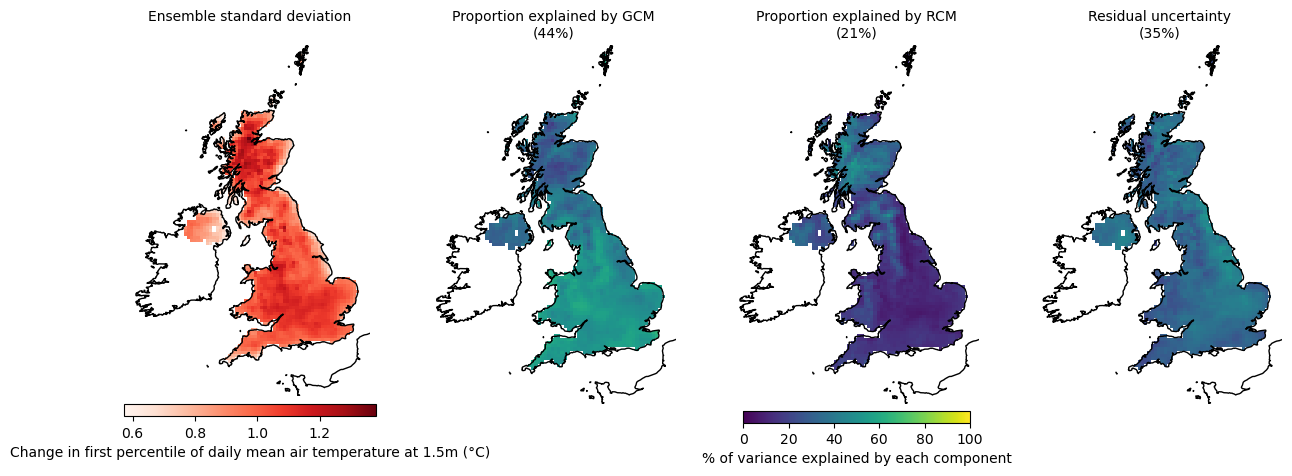 Ensemble standard deviation
Proportion explained by GCM
(44%)
Proportion explained by RCM
(21%)
Residual uncertainty
(35%)
0.6 0.8 1.0 1.2
Change in first percentile of daily mean air temperature at 1.5m (°C)
0 20 40 60 80 100
% of variance explained by each component